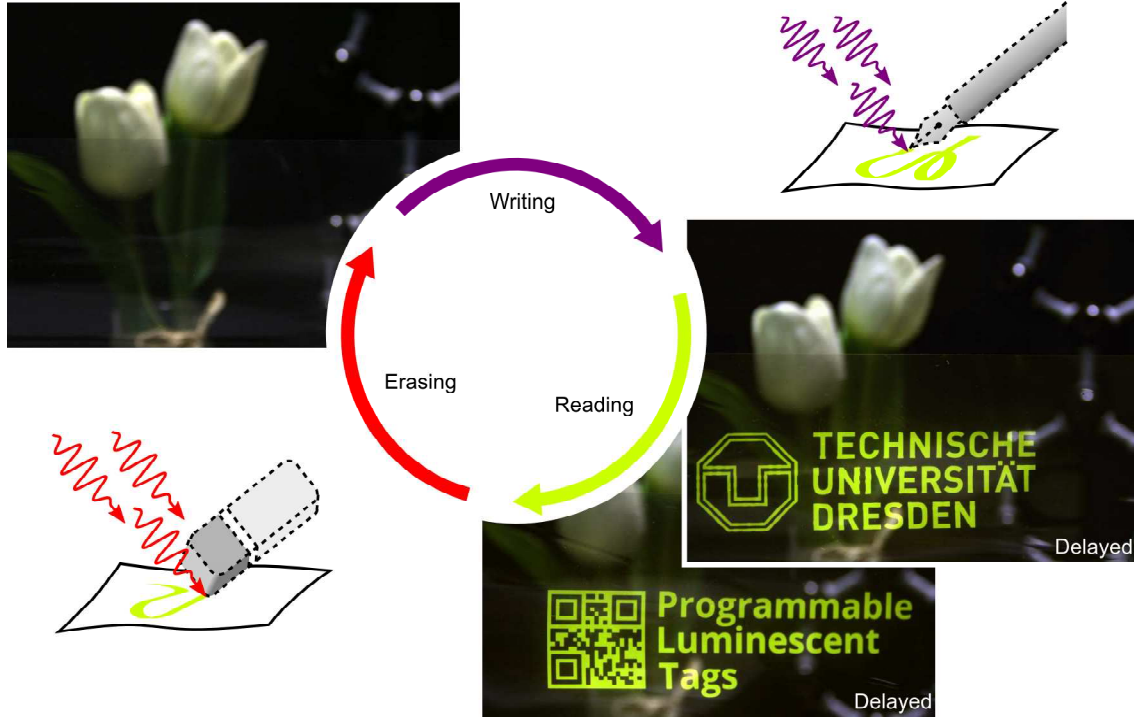 Writing
Reading
Erasing
TECHNISCHE
UNIVERSITÄT
DRESDEN
Delayed
Programmable
Luminescent
Tags
Delayed